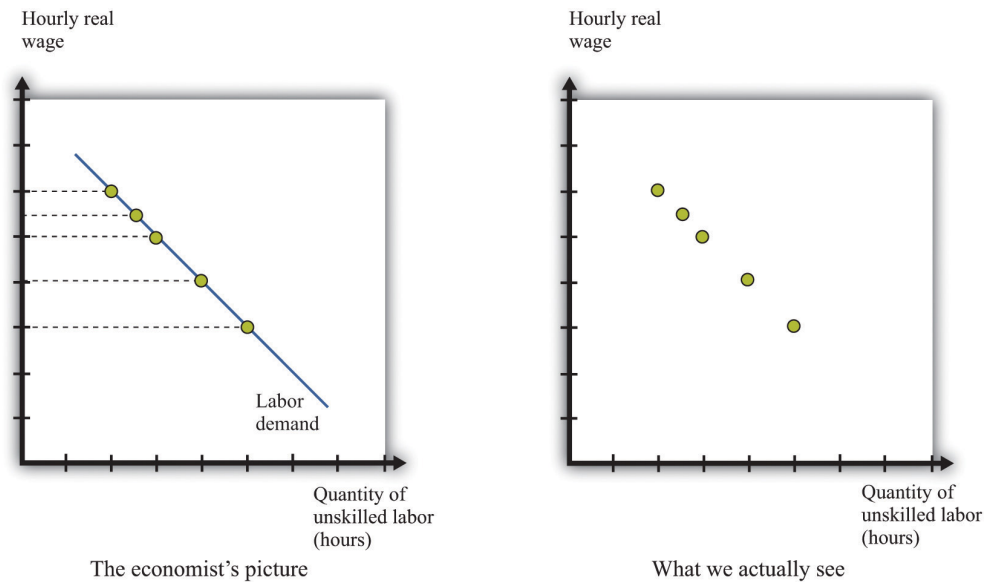 Hourly real
wage
Labor
demand
Quantity of
unskilled labor
(hours)
The economist's picture
Hourly real
wage
Quantity of
unskilled labor
(hours)
What we actually see